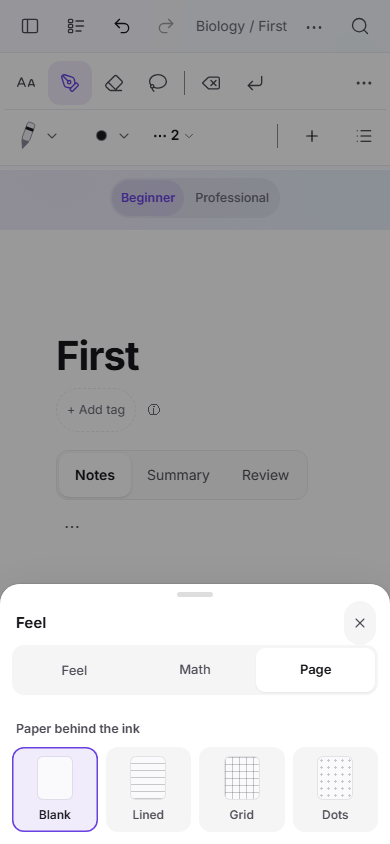 Biology / First
AA
2
Beginner Professional
First
+ Add tag
Notes Summary Review
...
Feel
Feel Math Page
Paper behind the ink
Blank Lined Grid Dots